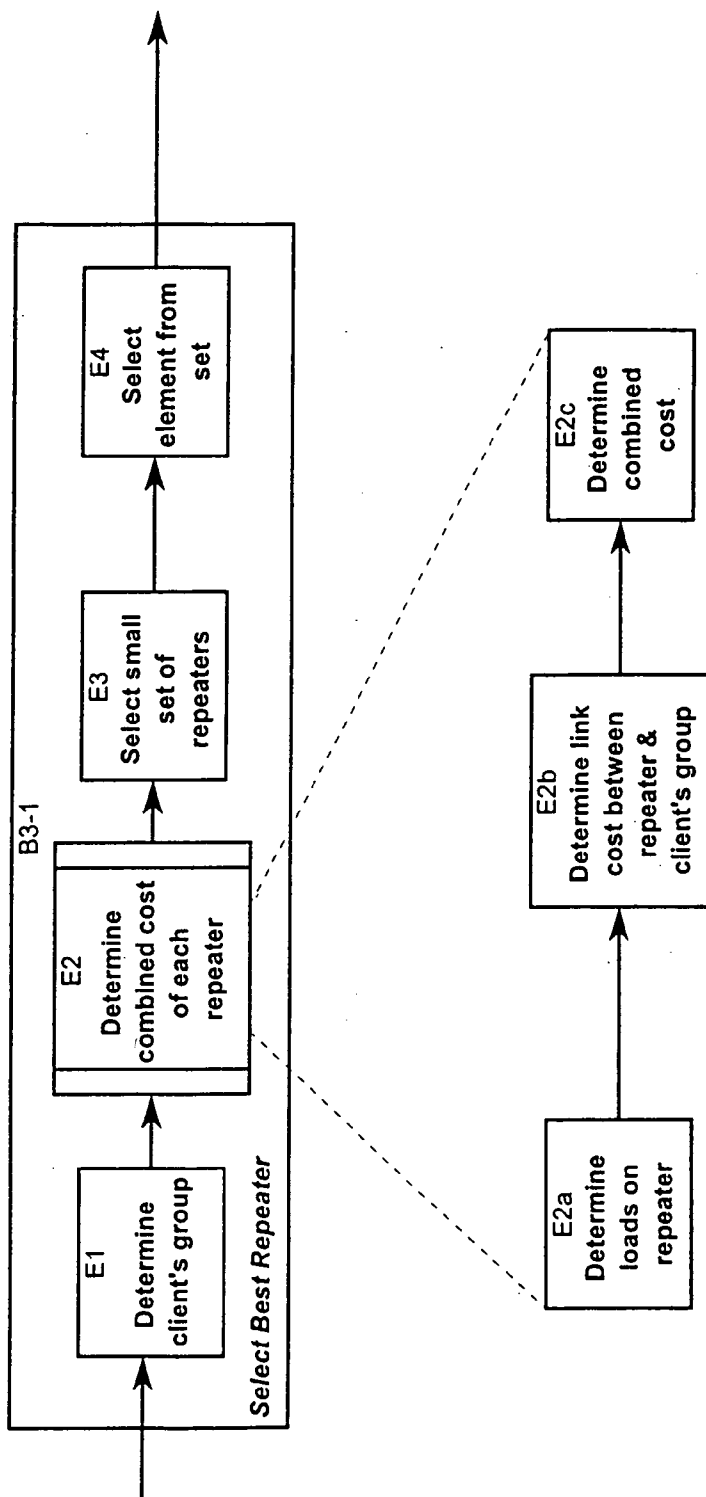 B3-1
E1
Determine
client's group
E2
Determine
combined cost
of each
repeater
E3
Select small
set of
repeaters
E4
Select
element from
set
Select Best Repeater
E2a
Determine
loads on
repeater
E2b
Determine link
cost between
repeater &
client's group
E2c
Determine
combined
cost